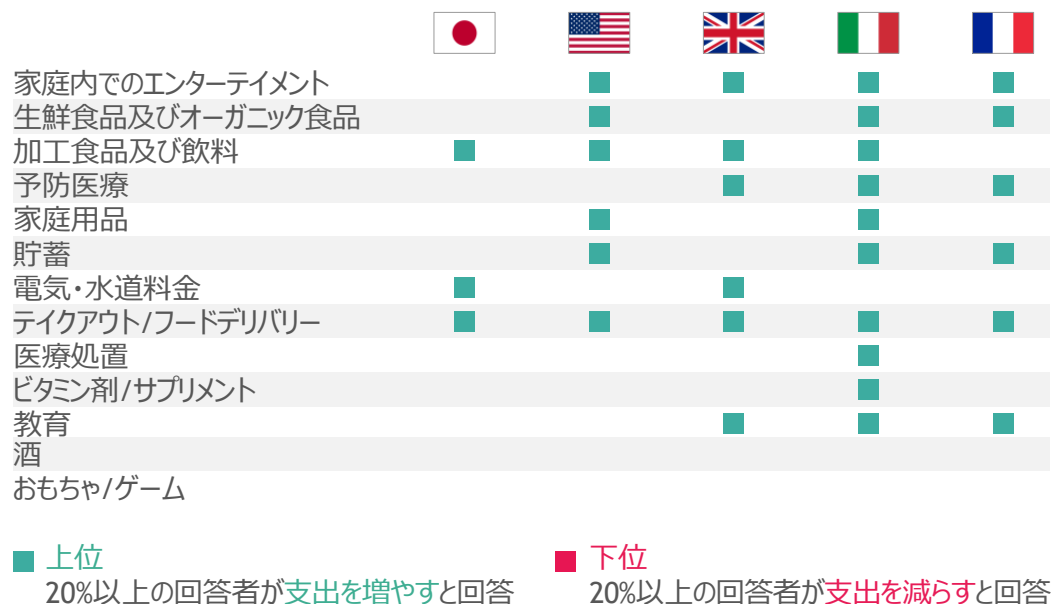 家庭内でのエンターテイメント
生鮮食品及びオーガニック食品
加工食品及び飲料
予防医療
家庭用品
貯蓄
電気・水道料金
テイクアウト/フードデリバリー
医療処置
ビタミン剤/サプリメント
教育
酒
おもちゃ/ゲーム
上位
20%以上の回答者が支出を増やすと回答
下位
20%以上の回答者が支出を減らすと回答